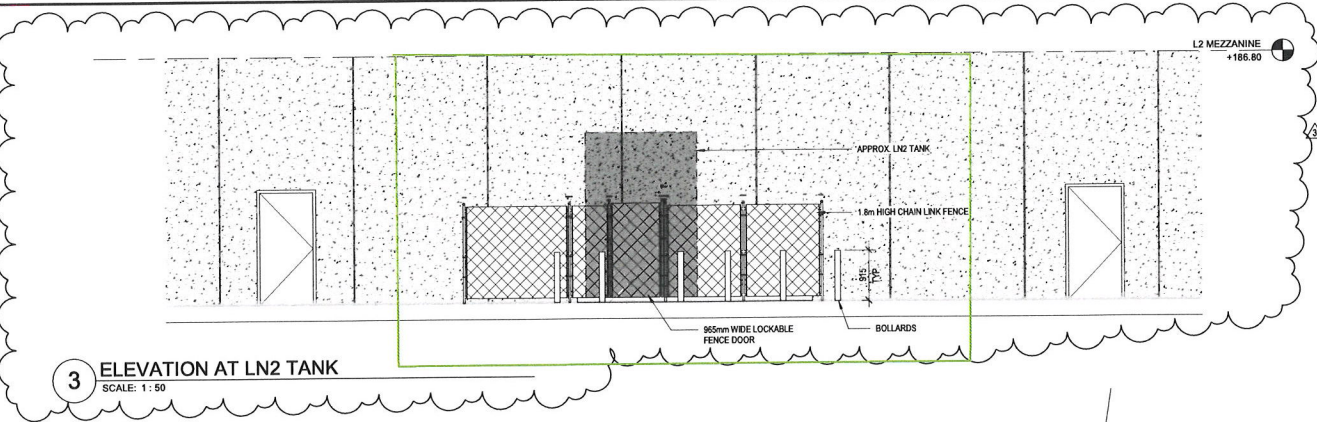 L2 MEZZANINE
+186.80
3
APPROX. LN2 TANK
1.8m HIGH CHAIN LINK FENCE
915
TYP.
965mm WIDE LOCKABLE
FENCE DOOR
BOLLARDS
3
ELEVATION AT LN2 TANK
SCALE: 1 : 50